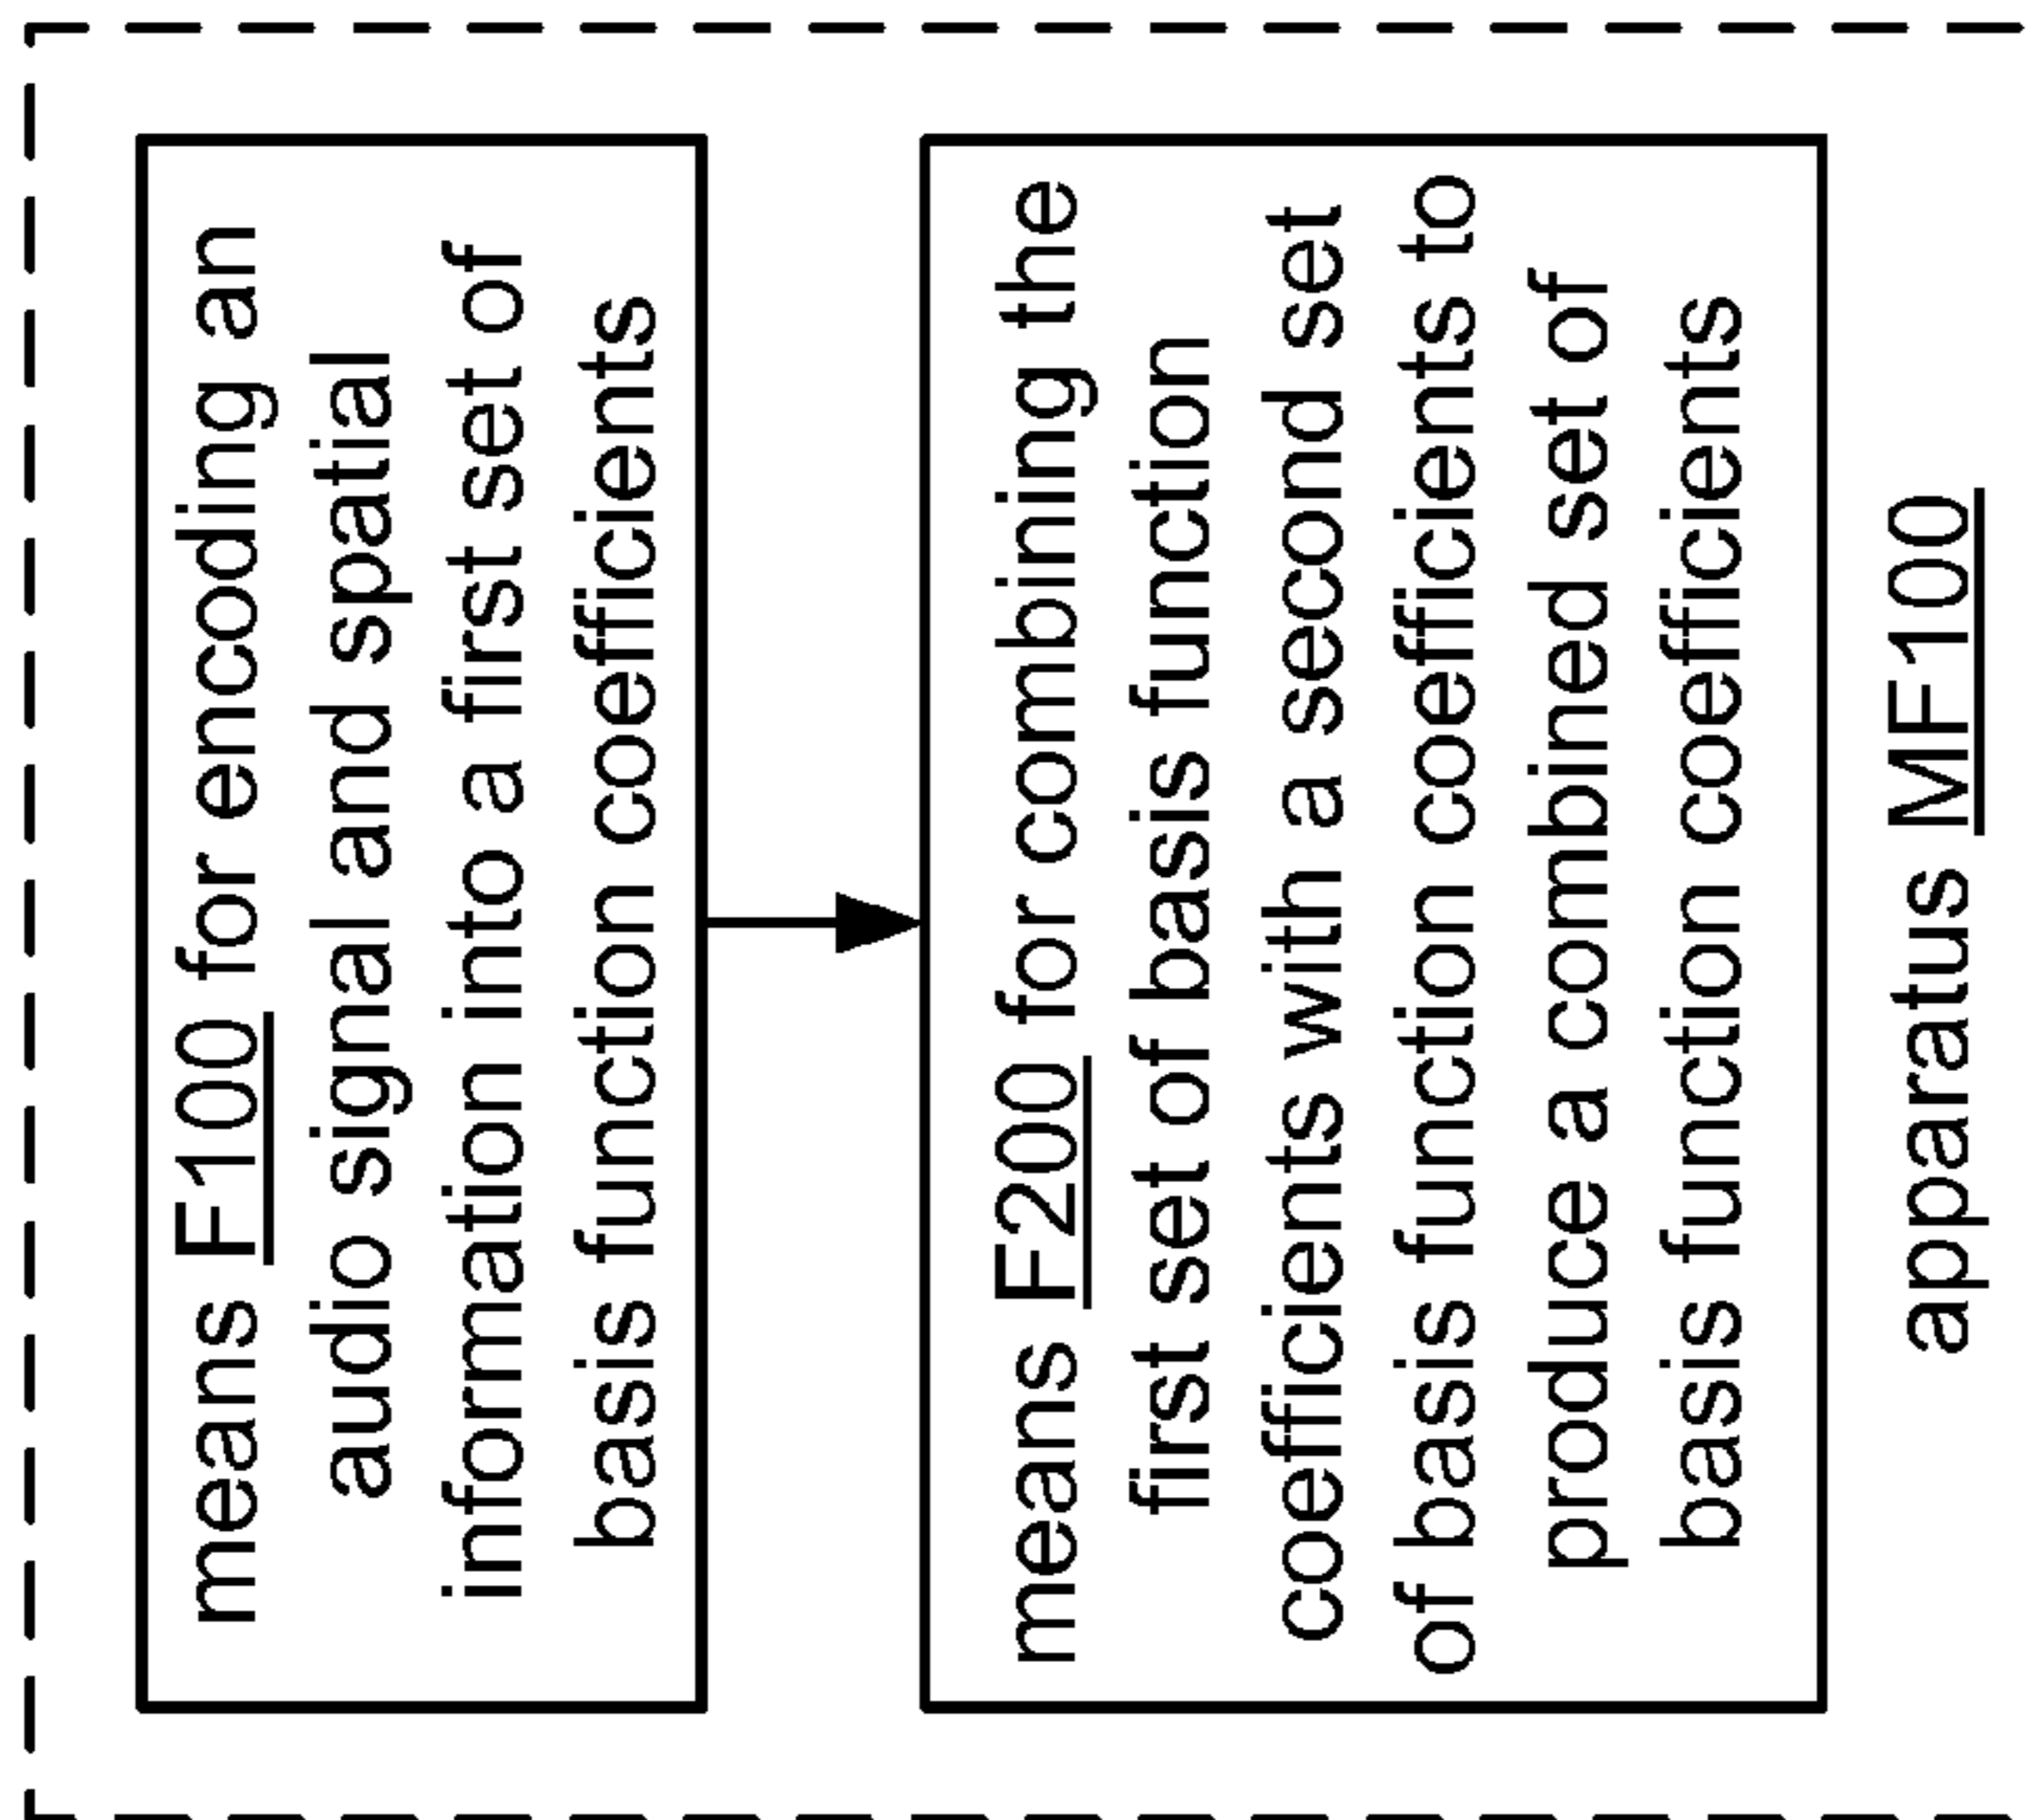 means F100 for encoding an
audio signal and spatial
information into a first set of
basis function coefficients
means F200 for combining the
first set of basis function
coefficients with a second set
of basis function coefficients to
produce a combined set of
basis function coefficients
apparatus MF100